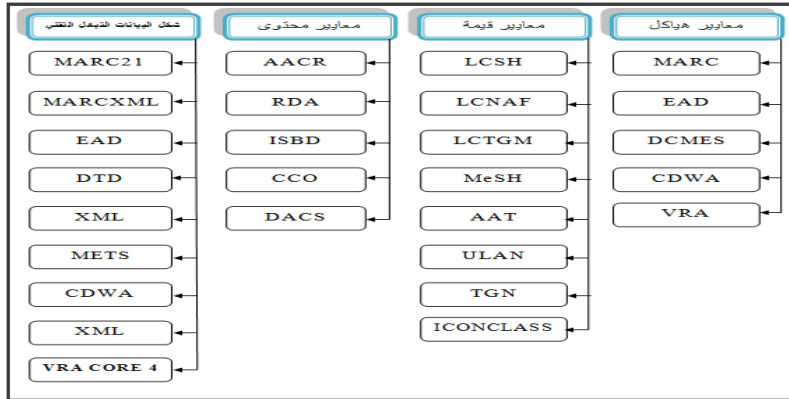 معايير هياكل
MARC
EAD
DCMES
CDWA
VRA
معايير قيمة
LCSH
LCNAF
LCTGM
MeSH
AAT
ULAN
TGN
ICONCLASS
معايير محتوى
AACR
RDA
ISBD
CCO
DACS
شكل البيانات التبادل التقني
MARC21
MARCXML
EAD
DTD
XML
METS
CDWA
XML
VRA CORE 4